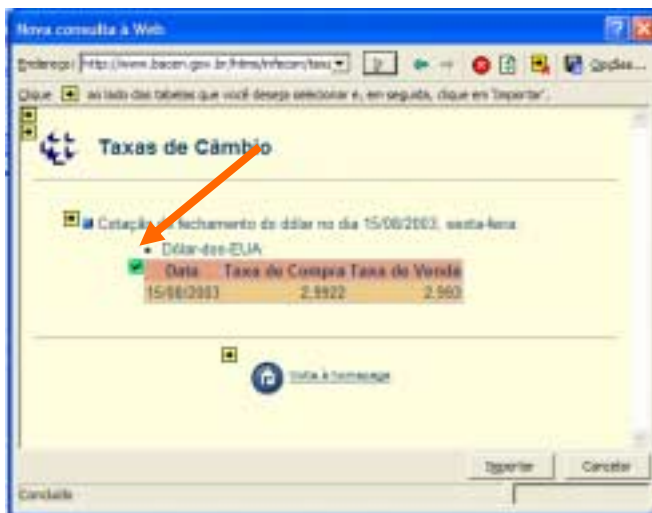 Nova consulta à Web
Endereço: http://www.bacen.gov.br/htms/infecon/taxa
Opções...
Clique ao lado das tabelas que você deseja selecionar e, em seguida, clique em 'Importar'.
Taxas de Câmbio
Cotação de fechamento do dólar no dia 15/08/2003, sexta-feira
Dólar-dos-EUA
Data Taxa de Compra Taxa de Venda
15/08/2003 2,9922 2,993
Volta à homepage
Importar Cancelar
Concluído